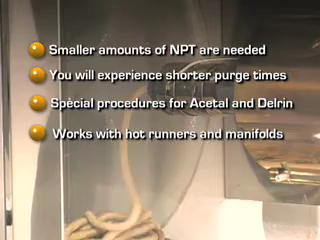 Smaller amounts of NPT are needed
You will experience shorter purge times
Special procedures for Acetal and Delrin
Works with hot runners and manifolds